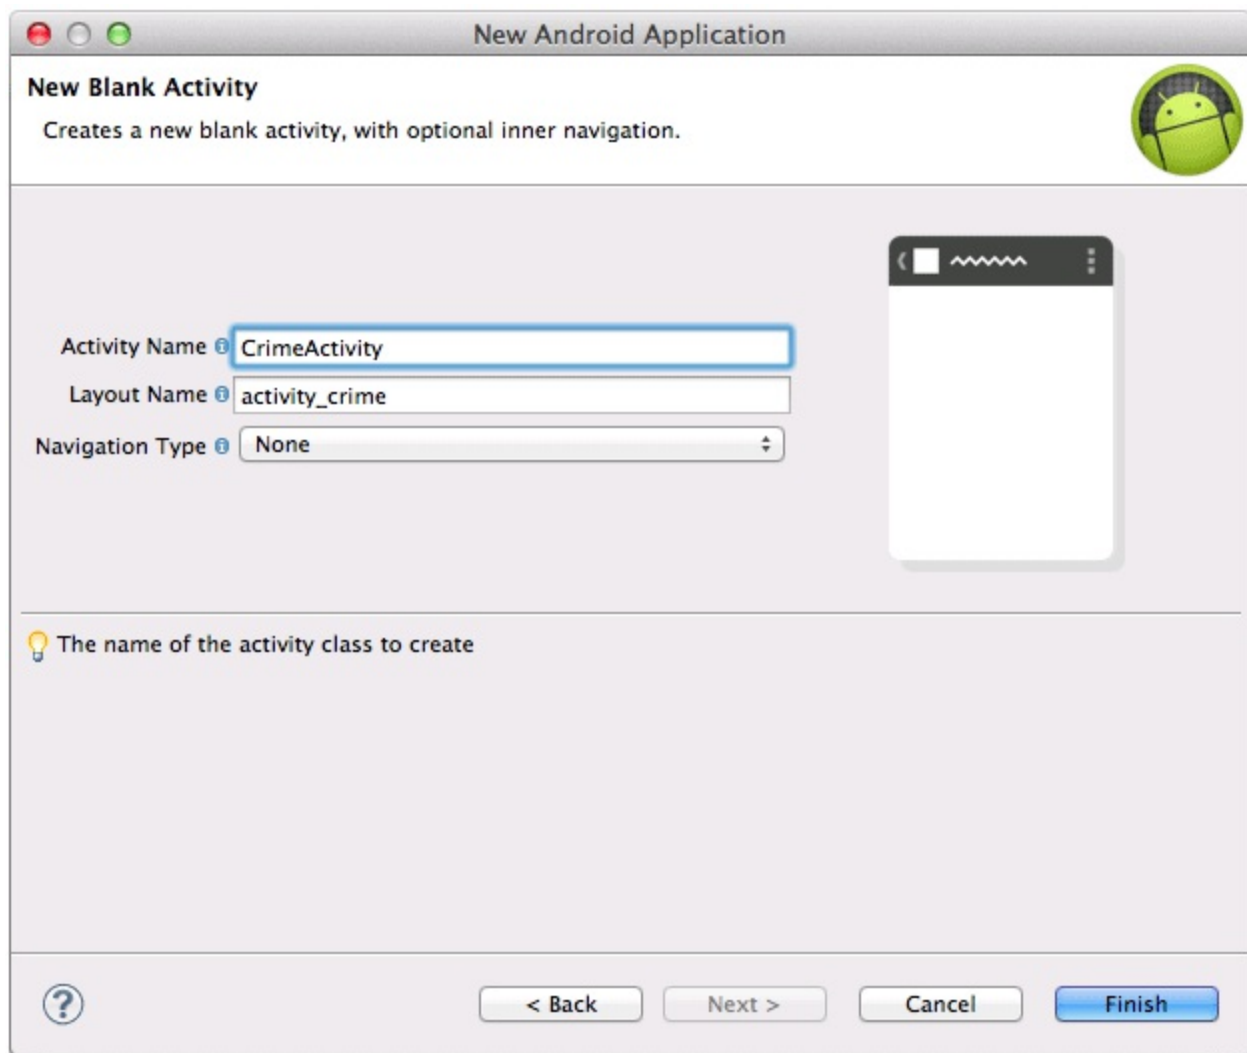 New Android Application
New Blank Activity
Creates a new blank activity, with optional inner navigation.
Activity Name CrimeActivity
Layout Name activity_crime
Navigation Type None
The name of the activity class to create
? < Back Next > Cancel Finish